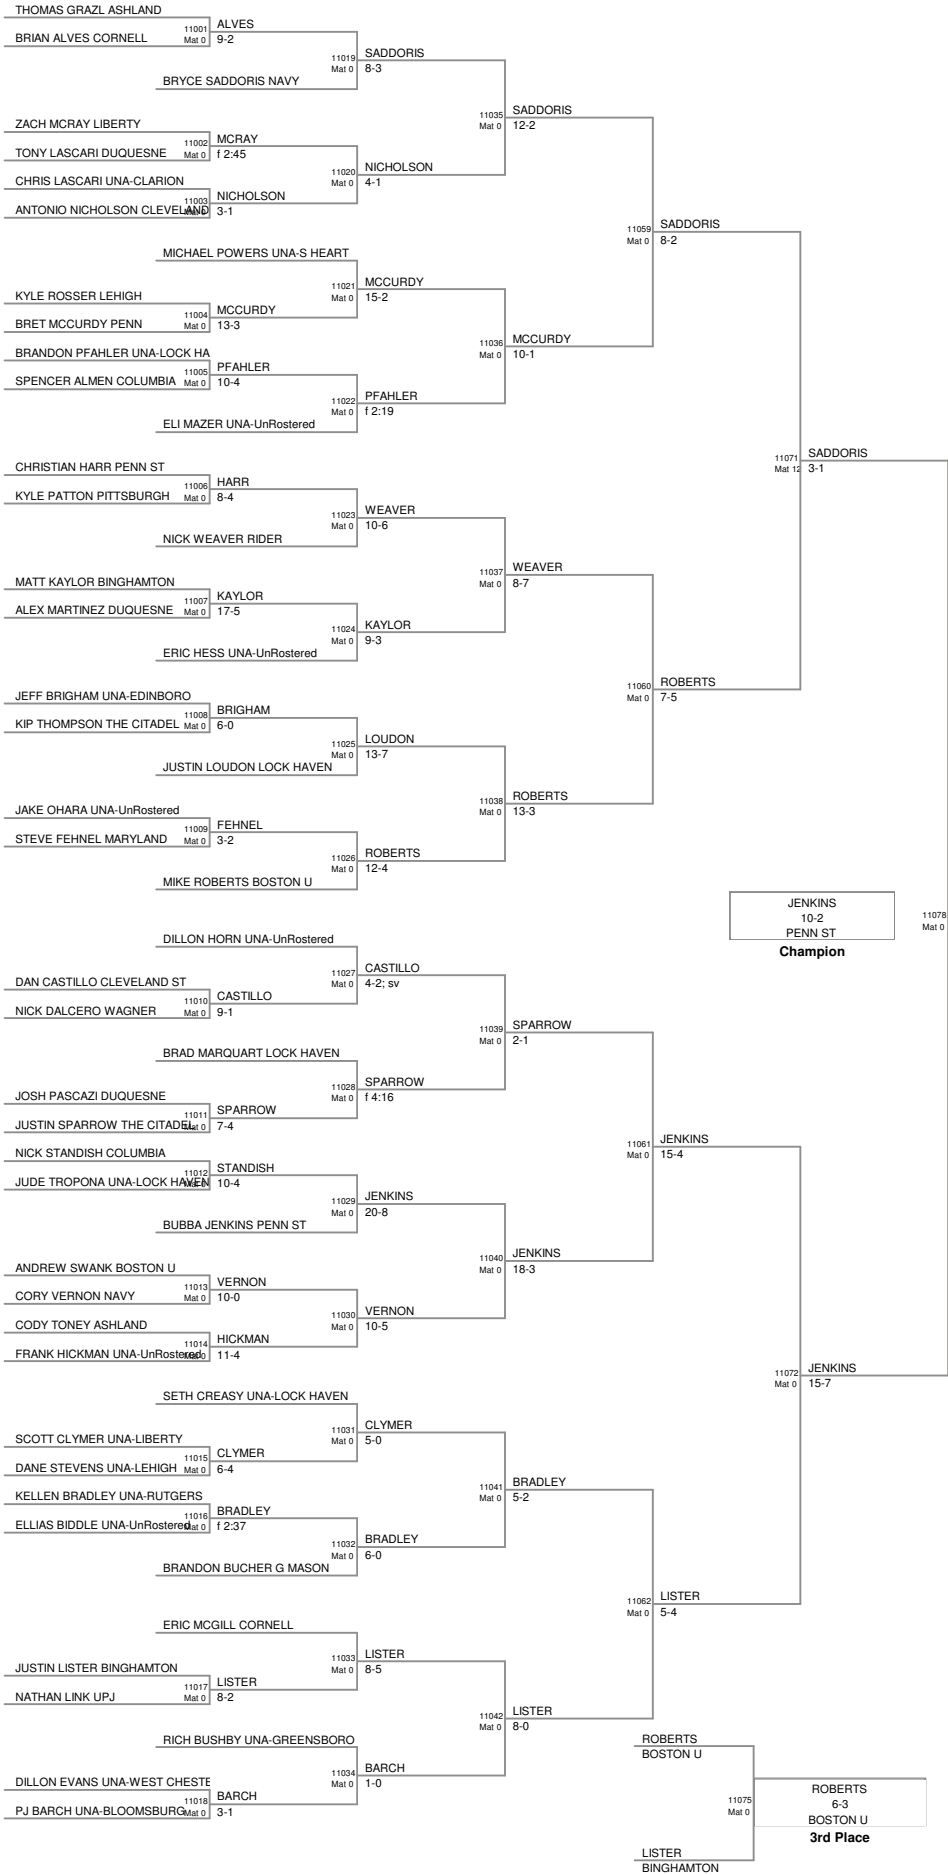 THOMAS GRAZL ASHLAND
11001 ALVES
BRIAN ALVES CORNELL Mat 0 9-2
11019 SADDORIS
Mat 0 8-3
BRYCE SADDORIS NAVY
11035 SADDORIS
Mat 0 12-2
ZACH MCRAY LIBERTY
11002 MCRAY
TONY LASCARI DUQUESNE Mat 0 f 2:45
11020 NICHOLSON
Mat 0 4-1
CHRIS LASCARI UNA-CLARION
11003 NICHOLSON
ANTONIO NICHOLSON CLEVELAND Mat 0 3-1
11059 SADDORIS
Mat 0 8-2
MICHAEL POWERS UNA-S HEART
11021 MCCURDY
Mat 0 15-2
KYLE ROSSER LEHIGH
11004 MCCURDY
BRET MCCURDY PENN Mat 0 13-3
11036 MCCURDY
Mat 0 10-1
BRANDON PFAHLER UNA-LOCK HA
11005 PFAHLER
SPENCER ALMEN COLUMBIA Mat 0 10-4
11022 PFAHLER
Mat 0 f 2:19
ELI MAZER UNA-UnRostered
11071 SADDORIS
Mat 12 3-1
CHRISTIAN HARR PENN ST
11006 HARR
KYLE PATTON PITTSBURGH Mat 0 8-4
11023 WEAVER
Mat 0 10-6
NICK WEAVER RIDER
11037 WEAVER
Mat 0 8-7
MATT KAYLOR BINGHAMTON
11007 KAYLOR
ALEX MARTINEZ DUQUESNE Mat 0 17-5
11024 KAYLOR
Mat 0 9-3
ERIC HESS UNA-UnRostered
11060 ROBERTS
Mat 0 7-5
JEFF BRIGHAM UNA-EDINBORO
11008 BRIGHAM
KIP THOMPSON THE CITADEL Mat 0 6-0
11025 LOUDON
Mat 0 13-7
JUSTIN LOUDON LOCK HAVEN
11038 ROBERTS
Mat 0 13-3
JAKE OHARA UNA-UnRostered
11009 FEHNEL
STEVE FEHNEL MARYLAND Mat 0 3-2
11026 ROBERTS
Mat 0 12-4
MIKE ROBERTS BOSTON U
JENKINS
10-2
PENN ST
Champion
11078
Mat 0
DILLON HORN UNA-UnRostered
11027 CASTILLO
Mat 0 4-2; sv
DAN CASTILLO CLEVELAND ST
11010 CASTILLO
NICK DALCERO WAGNER Mat 0 9-1
11039 SPARROW
Mat 0 2-1
BRAD MARQUART LOCK HAVEN
11028 SPARROW
Mat 0 f 4:16
JOSH PASCAZI DUQUESNE
11011 SPARROW
JUSTIN SPARROW THE CITADEL Mat 0 7-4
11061 JENKINS
Mat 0 15-4
NICK STANDISH COLUMBIA
11012 STANDISH
JUDE TROPONA UNA-LOCK HAVEN Mat 0 10-4
11029 JENKINS
Mat 0 20-8
BUBBA JENKINS PENN ST
11040 JENKINS
Mat 0 18-3
ANDREW SWANK BOSTON U
11013 VERNON
CORY VERNON NAVY Mat 0 10-0
11030 VERNON
Mat 0 10-5
CODY TONEY ASHLAND
11014 HICKMAN
FRANK HICKMAN UNA-UnRostered Mat 0 11-4
11072 JENKINS
Mat 0 15-7
SETH CREASY UNA-LOCK HAVEN
11031 CLYMER
Mat 0 5-0
SCOTT CLYMER UNA-LIBERTY
11015 CLYMER
DANE STEVENS UNA-LEHIGH Mat 0 6-4
11041 BRADLEY
Mat 0 5-2
KELLEN BRADLEY UNA-RUTGERS
11016 BRADLEY
ELLIAS BIDDLE UNA-UnRostered Mat 0 f 2:37
11032 BRADLEY
Mat 0 6-0
BRANDON BUCHER G MASON
11062 LISTER
Mat 0 5-4
ERIC MCGILL CORNELL
11033 LISTER
Mat 0 8-5
JUSTIN LISTER BINGHAMTON
11017 LISTER
NATHAN LINK UPJ Mat 0 8-2
11042 LISTER
Mat 0 8-0
RICH BUSHBY UNA-GREENSBORO
11034 BARCH
Mat 0 1-0
DILLON EVANS UNA-WEST CHESTE
11018 BARCH
PJ BARCH UNA-BLOOMSBURG Mat 0 3-1
ROBERTS
BOSTON U
11075
Mat 0
ROBERTS
6-3
BOSTON U
3rd Place
LISTER
BINGHAMTON